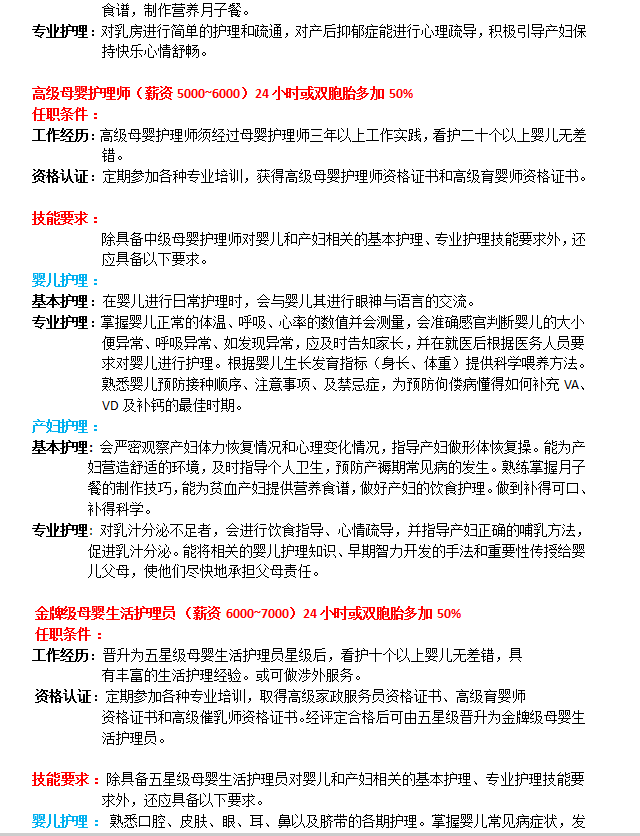 食谱，制作营养月子餐。
专业护理：对乳房进行简单的护理和疏通，对产后抑郁症能进行心理疏导，积极引导产妇保
持快乐心情舒畅。
高级母婴护理师（薪资 5000~6000）24 小时或双胞胎多加 50%
任职条件：
工作经历：高级母婴护理师须经过母婴护理师三年以上工作实践，看护二十个以上婴儿无差
错。
资格认证：定期参加各种专业培训，获得高级母婴护理师资格证书和高级育婴师资格证书。
技能要求：
除具备中级母婴护理师对婴儿和产妇相关的基本护理、专业护理技能要求外，还
应具备以下要求。
婴儿护理：
基本护理：在婴儿进行日常护理时，会与婴儿其进行眼神与语言的交流。
专业护理：掌握婴儿正常的体温、呼吸、心率的数值并会测量，会准确感官判断婴儿的大小
便异常、呼吸异常、如发现异常，应及时告知家长，并在就医后根据医务人员要
求对婴儿进行护理。根据婴儿生长发育指标（身长、体重）提供科学喂养方法。
熟悉婴儿预防接种顺序、注意事项、及禁忌症，为预防佝偻病懂得如何补充 VA、
VD 及补钙的最佳时期。
产妇护理：
基本护理：会严密观察产妇体力恢复情况和心理变化情况，指导产妇做形体恢复操。能为产
妇营造舒适的环境，及时指导个人卫生，预防产褥期常见病的发生。熟练掌握月子
餐的制作技巧，能为贫血产妇提供营养食谱，做好产妇的饮食护理。做到补得可口、
补得科学。
专业护理：对乳汁分泌不足者，会进行饮食指导、心情疏导，并指导产妇正确的哺乳方法，
促进乳汁分泌。能将相关的婴儿护理知识、早期智力开发的手法和重要性传授给婴
儿父母，使他们尽快地承担父母责任。
金牌级母婴生活护理员（薪资 6000~7000）24 小时或双胞胎多加 50%
任职条件：
工作经历：晋升为五星级母婴生活护理员星级后，看护十个以上婴儿无差错，具
有丰富的生活护理经验。或可做涉外服务。
资格认证：定期参加各种专业培训，取得高级家政服务员资格证书、高级育婴师
资格证书和高级催乳师资格证书。经评定合格后可由五星级晋升为金牌级母婴生
活护理员。
技能要求：除具备五星级母婴生活护理员对婴儿和产妇相关的基本护理、专业护理技能要
求外，还应具备以下要求。
婴儿护理：熟悉口腔、皮肤、眼、耳、鼻以及脐带的各期护理。掌握婴儿常见病症状，发